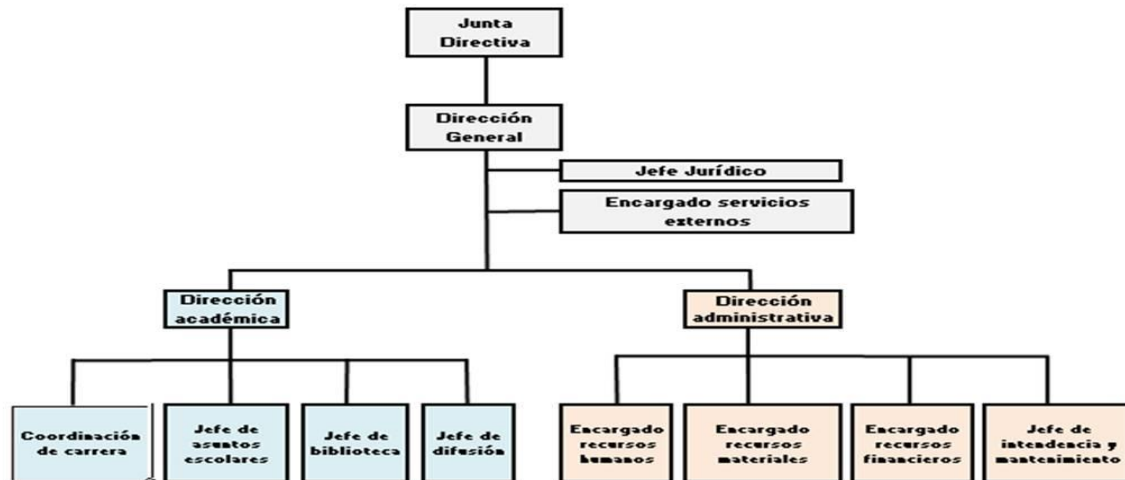 Junta
Directiva
Dirección
General
Jefe Jurídico
Encargado servicios
externos
Dirección
académica
Dirección
administrativa
Coordinación
de carrera
Jefe de
asuntos
escolares
Jefe de
biblioteca
Jefe de
difusión
Encargado
recursos
humanos
Encargado
recursos
materiales
Encargado
recursos
financieros
Jefe de
intendencia y
mantenimiento